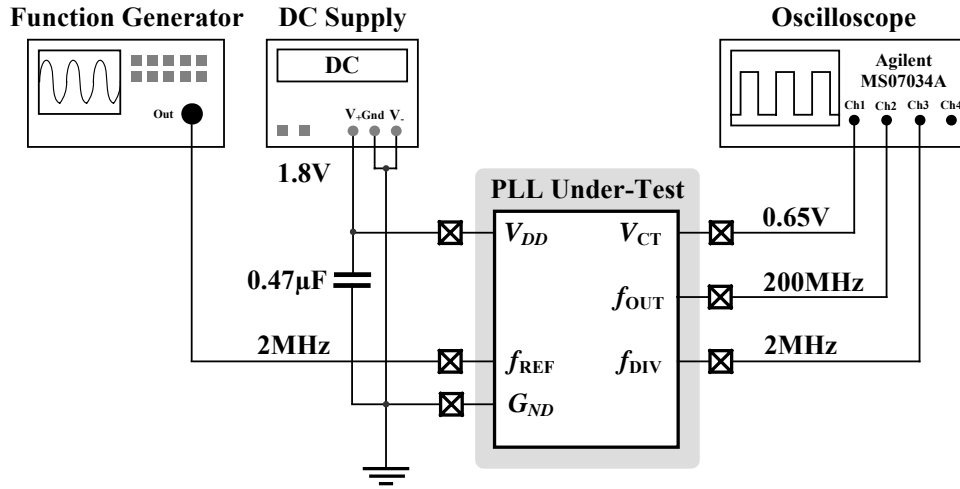 Function Generator
DC Supply
Oscilloscope
DC
Agilent
MS07034A
Out
V+ Gnd V-
Ch1 Ch2 Ch3 Ch4
1.8V
PLL Under-Test
VDD
VCT
0.65V
0.47µF
fOUT
200MHz
2MHz
fREF
fDIV
2MHz
GND